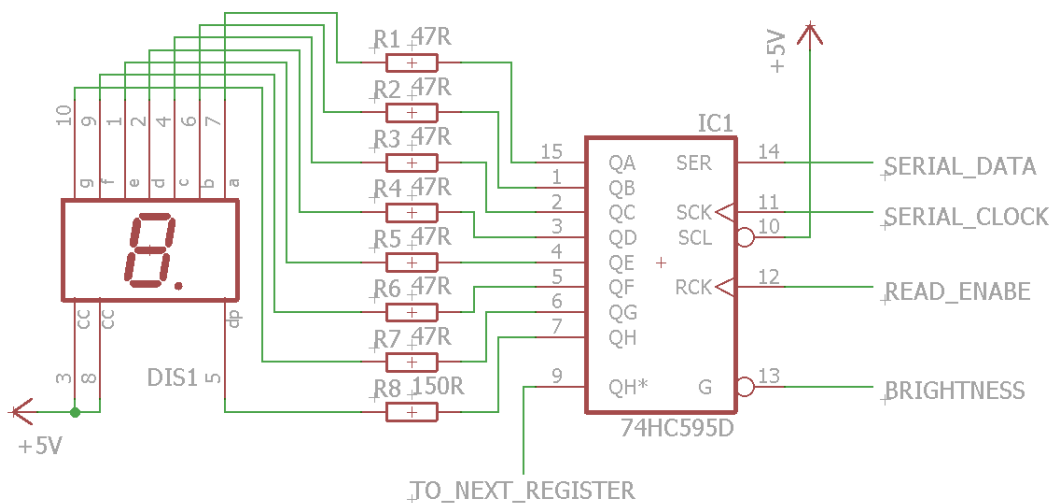 R1 47R
R2 47R
R3 47R
R4 47R
R5 47R
R6 47R
R7 47R
R8 150R
10 9 1 2 4 6 7
g f e d c b a
CC CC dp
3 8 DIS1 5
+5V
+5V
IC1
15 QA SER 14 SERIAL_DATA
1 QB
2 QC SCK 11 SERIAL_CLOCK
3 QD SCL 10
4 QE
5 QF RCK 12 READ_ENABE
6 QG
7 QH
9 QH* G 13 BRIGHTNESS
74HC595D
TO_NEXT_REGISTER